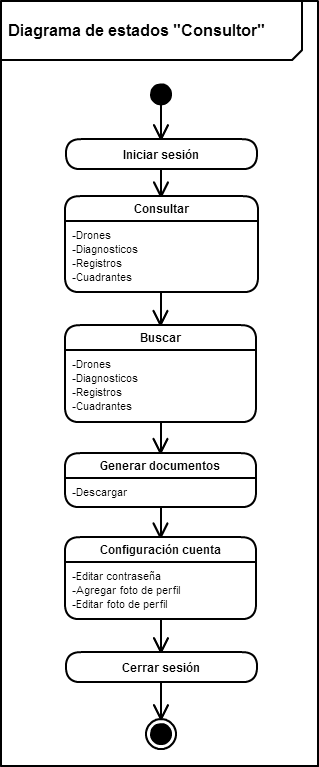 Diagrama de estados "Consultor"
Iniciar sesión
Consultar
-Drones
-Diagnosticos
-Registros
-Cuadrantes
Buscar
-Drones
-Diagnosticos
-Registros
-Cuadrantes
Generar documentos
-Descargar
Configuración cuenta
-Editar contraseña
-Agregar foto de perfil
-Editar foto de perfil
Cerrar sesión